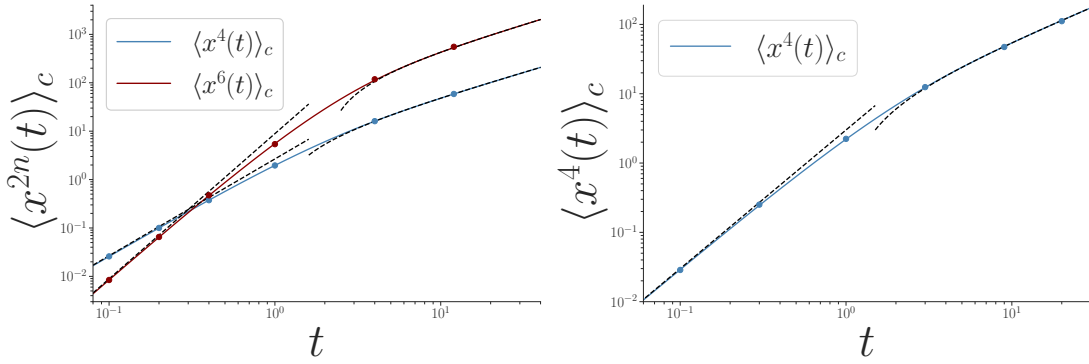 ⟨x⁴(t)⟩_c
⟨x⁶(t)⟩_c
⟨x²ⁿ(t)⟩_c
10³
10²
10¹
10⁰
10⁻¹
10⁻²
10⁻¹
10⁰
10¹
t
⟨x⁴(t)⟩_c
⟨x⁴(t)⟩_c
10²
10¹
10⁰
10⁻¹
10⁻²
10⁻¹
10⁰
10¹
t